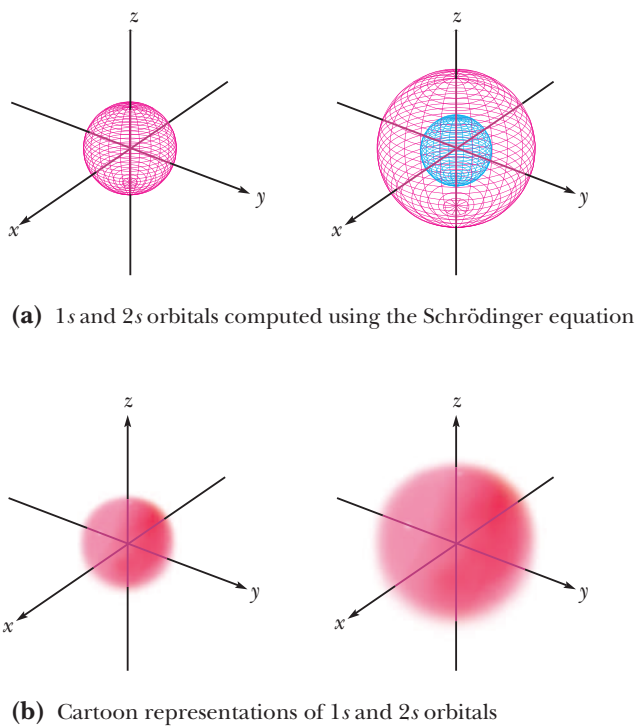 z
z
y
y
x
x
(a) 1s and 2s orbitals computed using the Schrödinger equation
z
z
y
y
x
x
(b) Cartoon representations of 1s and 2s orbitals